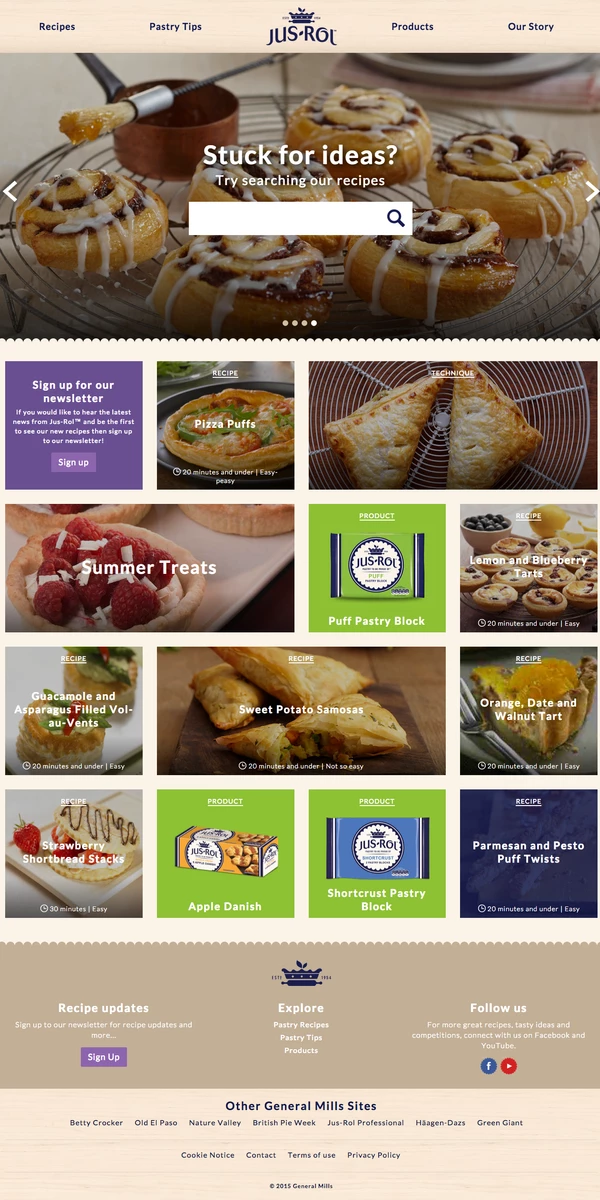 Recipes
Pastry Tips
ESTD 1954
JUS-ROL
Products
Our Story
Stuck for ideas?
Try searching our recipes
Sign up for our
newsletter
If you would like to hear the latest
news from Jus-Rol™ and be the first
to see our new recipes then sign up
to our newsletter!
Sign up
RECIPE
Pizza Puffs
20 minutes and under | Easy-
peasy
TECHNIQUE
Summer Treats
PRODUCT
JUS-ROL
PUFF
Puff Pastry Block
RECIPE
Lemon and Blueberry
Tarts
20 minutes and under | Easy
RECIPE
Guacamole and
Asparagus Filled Vol-
au-Vents
20 minutes and under | Easy
RECIPE
Sweet Potato Samosas
20 minutes and under | Not so easy
RECIPE
Orange, Date and
Walnut Tart
20 minutes and under | Easy
RECIPE
Strawberry
Shortbread Stacks
30 minutes | Easy
PRODUCT
JUS-ROL
Apple Danish
PRODUCT
JUS-ROL
SHORTCRUST
Shortcrust Pastry
Block
RECIPE
Parmesan and Pesto
Puff Twists
20 minutes and under | Easy
ESTD 1954
Recipe updates
Sign up to our newsletter for recipe updates and
more...
Sign Up
Explore
Pastry Recipes
Pastry Tips
Products
Follow us
For more great recipes, tasty ideas and
competitions, connect with us on Facebook and
YouTube.
Other General Mills Sites
Betty Crocker Old El Paso Nature Valley British Pie Week Jus-Rol Professional Häagen-Dazs Green Giant
Cookie Notice Contact Terms of use Privacy Policy
© 2015 General Mills